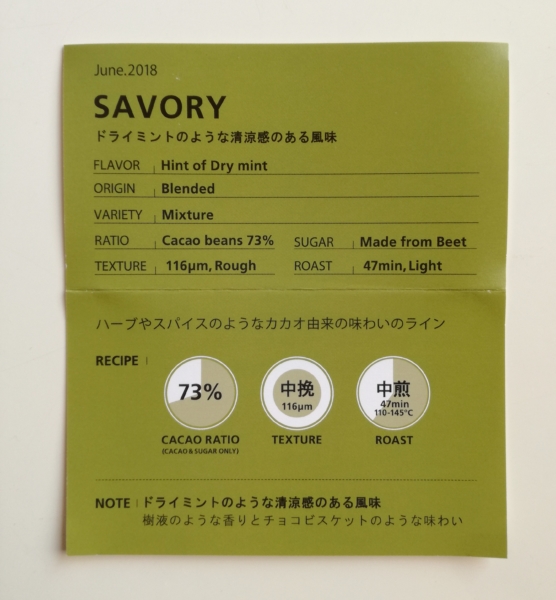 June.2018
SAVORY
ドライミントのような清涼感のある風味
FLAVOR Hint of Dry mint
ORIGIN Blended
VARIETY Mixture
RATIO Cacao beans 73% SUGAR Made from Beet
TEXTURE 116μm, Rough ROAST 47min, Light
ハーブやスパイスのようなカカオ由来の味わいのライン
RECIPE
73% 中挽 中煎
116μm 47min
110-145°C
CACAO RATIO TEXTURE ROAST
(CACAO & SUGAR ONLY)
NOTE ドライミントのような清涼感のある風味
樹液のような香りとチョコビスケットのような味わい